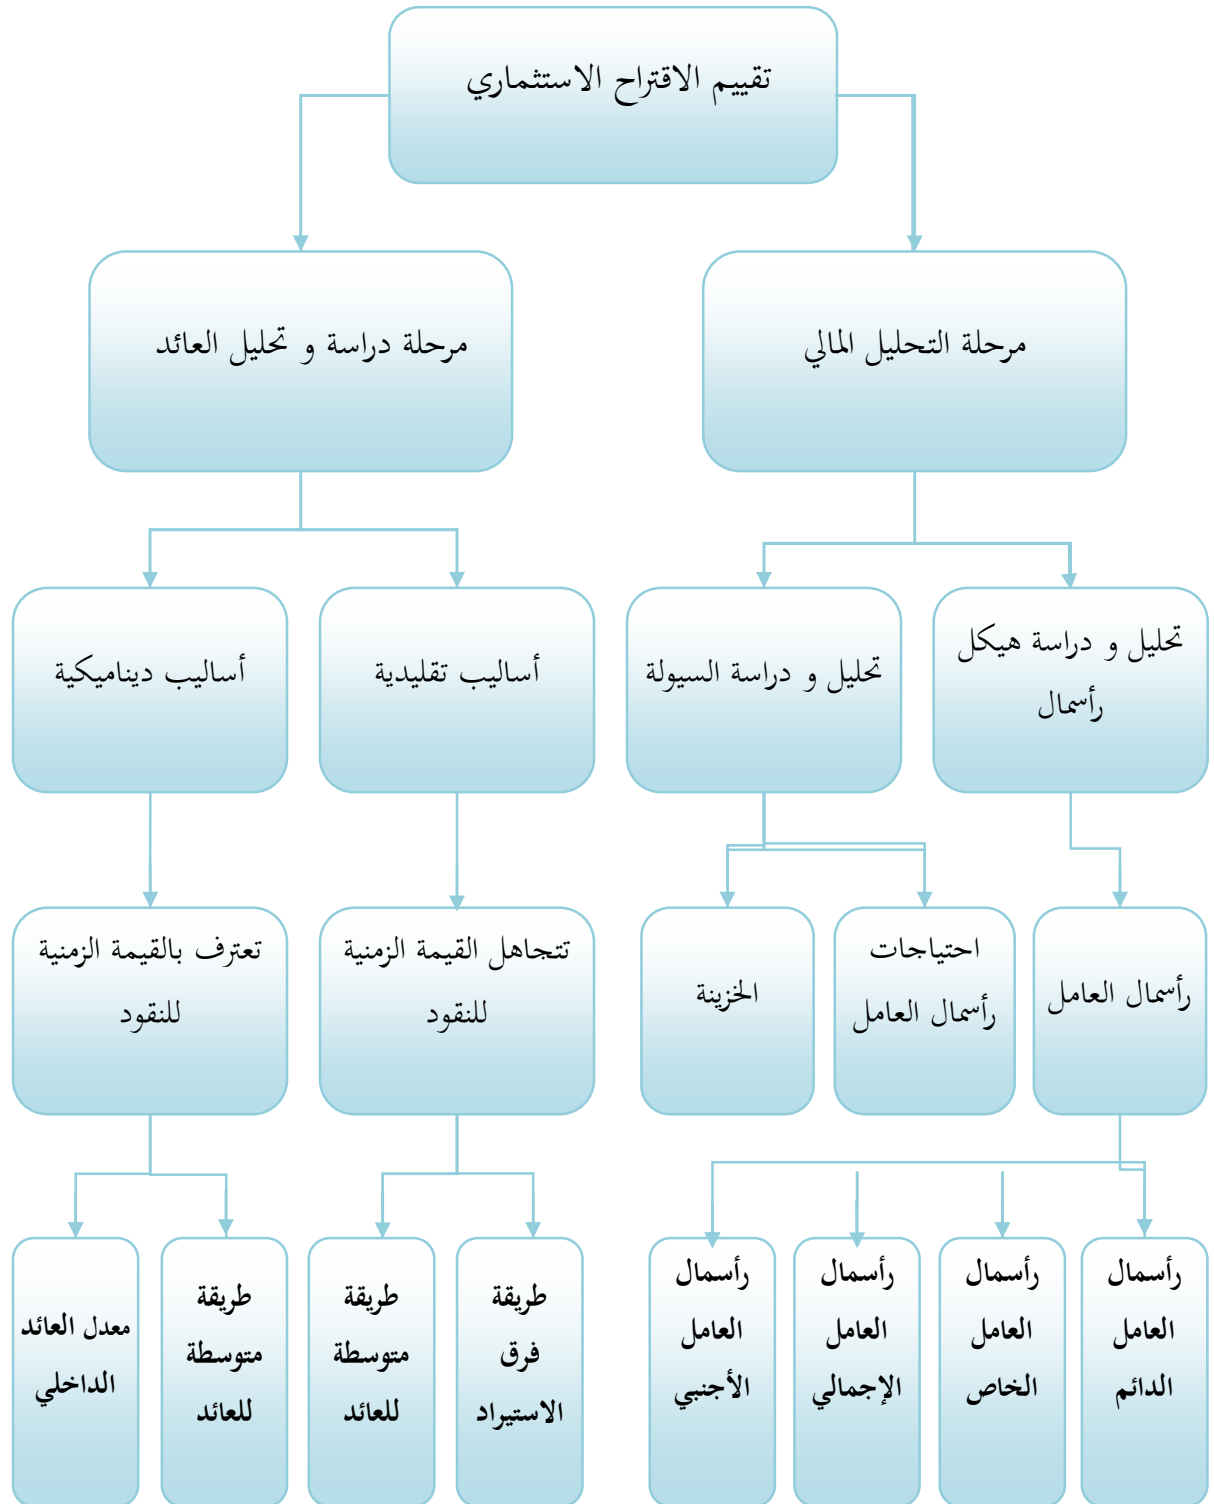 تقييم الاقتراح الاستثماري
مرحلة التحليل المالي
مرحلة دراسة و تحليل العائد
تحليل و دراسة هيكل
رأسمال
تحليل و دراسة السيولة
أساليب تقليدية
أساليب ديناميكية
رأسمال العامل
احتياجات
رأسمال العامل
الخزينة
تتجاهل القيمة الزمنية
للنقود
تعترف بالقيمة الزمنية
للنقود
رأسمال
العامل
الدائم
رأسمال
العامل
الخاص
رأسمال
العامل
الإجمالي
رأسمال
العامل
الأجنبي
طريقة
فرق
الاستيراد
طريقة
متوسطة
للعائد
طريقة
متوسطة
للعائد
معدل العائد
الداخلي